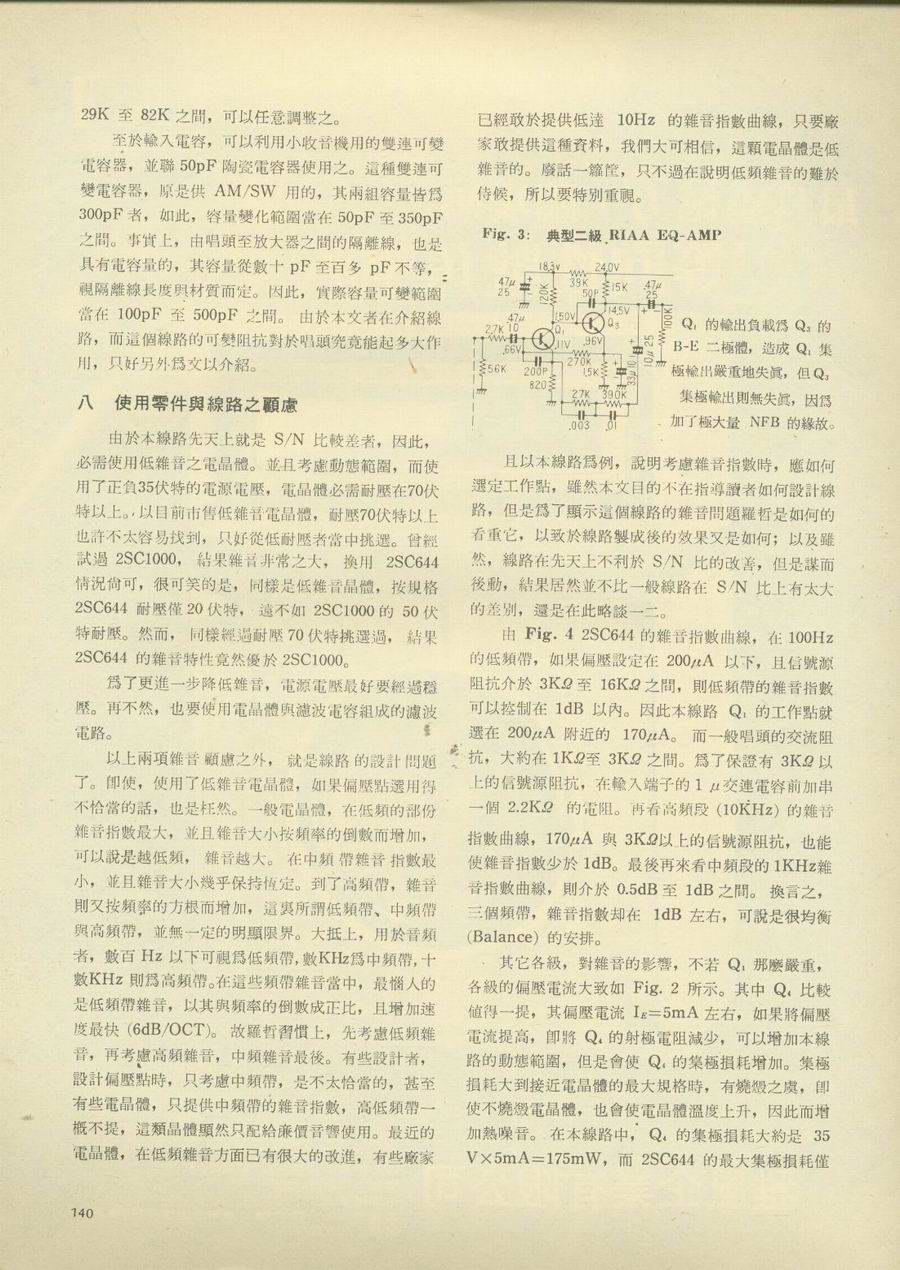 29K 至 82K 之間，可以任意調整之。
至於輸入電容，可以利用小收音機用的雙連可變
電容器，並聯 50pF 陶瓷電容器使用之。這種雙連可
變電容器，原是供 AM/SW 用的，其兩組容量皆爲
300pF 者，如此，容量變化範圍當在 50pF 至 350pF
之間。事實上，由唱頭至放大器之間的隔離線，也是
具有電容量的，其容量從數十 pF 至百多 pF 不等，
視隔離線長度與材質而定。因此，實際容量可變範圍
當在 100pF 至 500pF 之間。由於本文者在介紹線
路，而這個線路的可變阻抗對於唱頭究竟能起多大作
用，只好另外爲文以介紹。
八 使用零件與線路之顧慮
由於本線路先天上就是 S/N 比較差者，因此，
必需使用低雜音之電晶體。並且考慮動態範圍，而使
用了正負35伏特的電源電壓，電晶體必需耐壓在70伏
特以上。以目前市售低雜音電晶體，耐壓70伏特以上
也許不太容易找到，只好從低耐壓者當中挑選。曾經
試過 2SC1000，結果雜音非常之大，換用 2SC644
情況尙可，很可笑的是，同樣是低雜音晶體，按規格
2SC644 耐壓僅 20 伏特，遠不如 2SC1000 的 50 伏
特耐壓。然而，同樣經過耐壓 70 伏特挑選過，結果
2SC644 的雜音特性竟然優於 2SC1000。
爲了更進一步降低雜音，電源電壓最好要經過穩
壓。再不然，也要使用電晶體與濾波電容組成的濾波
電路。
以上兩項雜音顧慮之外，就是線路的設計問題
了。卽使，使用了低雜音電晶體，如果偏壓點選用得
不恰當的話，也是枉然。一般電晶體，在低頻的部份
雜音指數最大，並且雜音大小按頻率的倒數而增加，
可以說是越低頻，雜音越大。在中頻帶雜音指數最
小，並且雜音大小幾乎保持恆定。到了高頻帶，雜音
則又按頻率的方根而增加，這裏所謂低頻帶、中頻帶
與高頻帶，並無一定的明顯限界。大抵上，用於音頻
者，數百 Hz 以下可視爲低頻帶，數KHz爲中頻帶，十
數KHz 則爲高頻帶。在這些頻帶雜音當中，最惱人的
是低頻帶雜音，以其與頻率的倒數成正比，且增加速
度最快 (6dB/OCT)。故羅哲習慣上，先考慮低頻雜
音，再考慮高頻雜音，中頻雜音最後。有些設計者，
設計偏壓點時，只考慮中頻帶，是不太恰當的，甚至
有些電晶體，只提供中頻帶的雜音指數，高低頻帶一
概不提，這類晶體顯然只配給廉價音響使用。最近的
電晶體，在低頻雜音方面已有很大的改進，有些廠家
140
已經敢於提供低達 10Hz 的雜音指數曲線，只要廠
家敢提供這種資料，我們大可相信，這顆電晶體是低
雜音的。廢話一籮筐，只不過在說明低頻雜音的難於
侍候，所以要特別重視。
Fig. 3: 典型二級 RIAA EQ-AMP
18.3v 24.0V
47μ 25 120K 39K 50P 15K 47μ 25
47μ 10 1.50V 14.5V 100K
2.7K Q₁ Q₃
.66V .11V .96V
56K 200P 270K 1.5K 33μ 10 10μ 25
820
27K 390K
.003 .01
Q₁ 的輸出負載爲 Q₃ 的
B-E 二極體，造成 Q₁ 集
極輸出嚴重地失眞，但 Q₃
集極輸出則無失眞，因爲
加了極大量 NFB 的緣故。
且以本線路爲例，說明考慮雜音指數時，應如何
選定工作點，雖然本文目的不在指導讀者如何設計線
路，但是爲了顯示這個線路的雜音問題羅哲是如何的
看重它，以致於線路製成後的效果又是如何；以及雖
然，線路在先天上不利於 S/N 比的改善，但是謀而
後動，結果居然並不比一般線路在 S/N 比上有太大
的差別，還是在此略談一二。
由 Fig. 4 2SC644 的雜音指數曲線，在 100Hz
的低頻帶，如果偏壓設定在 200μA 以下，且信號源
阻抗介於 3KΩ 至 16KΩ 之間，則低頻帶的雜音指數
可以控制在 1dB 以內。因此本線路 Q₁ 的工作點就
選在 200μA 附近的 170μA。而一般唱頭的交流阻
抗，大約在 1KΩ至 3KΩ 之間。爲了保證有 3KΩ 以
上的信號源阻抗，在輸入端子的 1 μ交連電容前加串
一個 2.2KΩ 的電阻。再看高頻段 (10KHz) 的雜音
指數曲線，170μA 與 3KΩ以上的信號源阻抗，也能
使雜音指數少於 1dB。最後再來看中頻段的 1KHz雜
音指數曲線，則介於 0.5dB 至 1dB 之間。換言之，
三個頻帶，雜音指數却在 1dB 左右，可說是很均衡
(Balance) 的安排。
其它各級，對雜音的影響，不若 Q₁ 那麽嚴重，
各級的偏壓電流大致如 Fig. 2 所示。其中 Q₄ 比較
値得一提，其偏壓電流 IE=5mA 左右，如果將偏壓
電流提高，卽將 Q₄ 的射極電阻減少，可以增加本線
路的動態範圍，但是會使 Q₄ 的集極損耗增加。集極
損耗大到接近電晶體的最大規格時，有燒毀之虞，卽
使不燒毀電晶體，也會使電晶體溫度上升，因此而增
加熱噪音。在本線路中，Q₄ 的集極損耗大約是 35
V×5mA=175mW，而 2SC644 的最大集極損耗僅